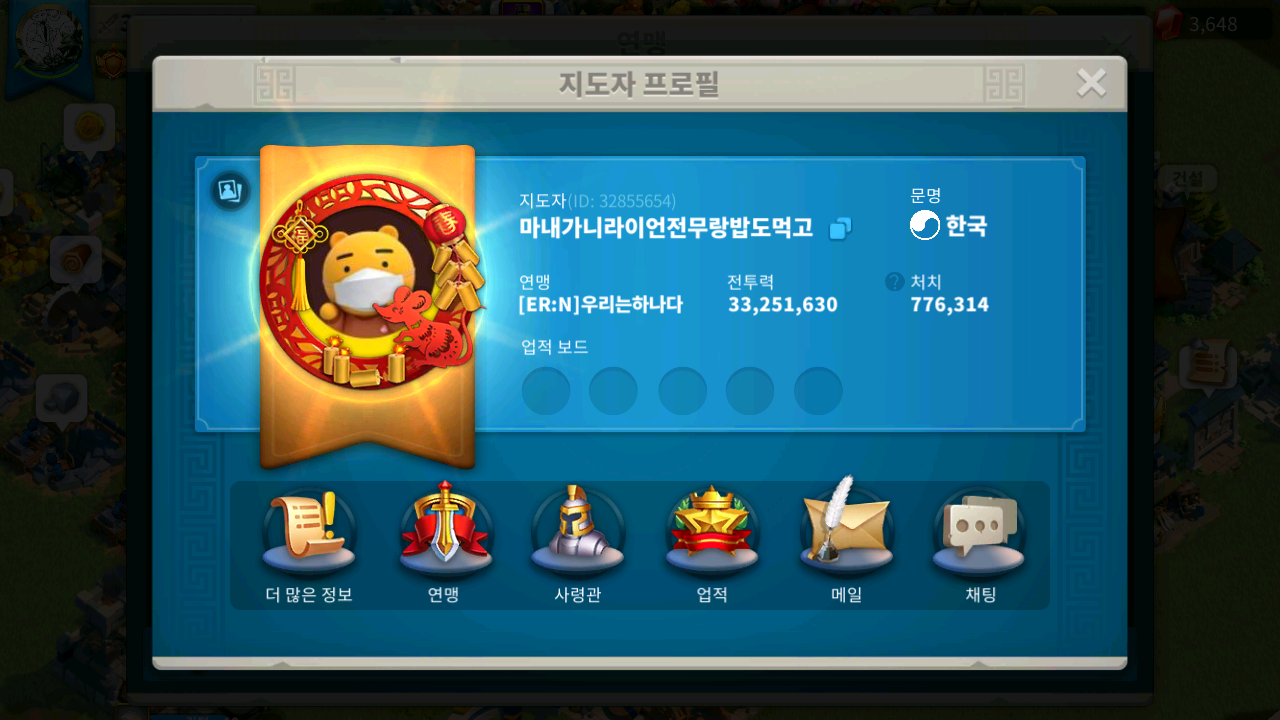 연맹
3,648
지도자 프로필
건설
지도자(ID: 32855654)
마내가니라이언전무랑밥도먹고
문명
한국
연맹
[ER:N]우리는하나다
전투력
33,251,630
? 처치
776,314
업적 보드
더 많은 정보
연맹
사령관
업적
메일
채팅